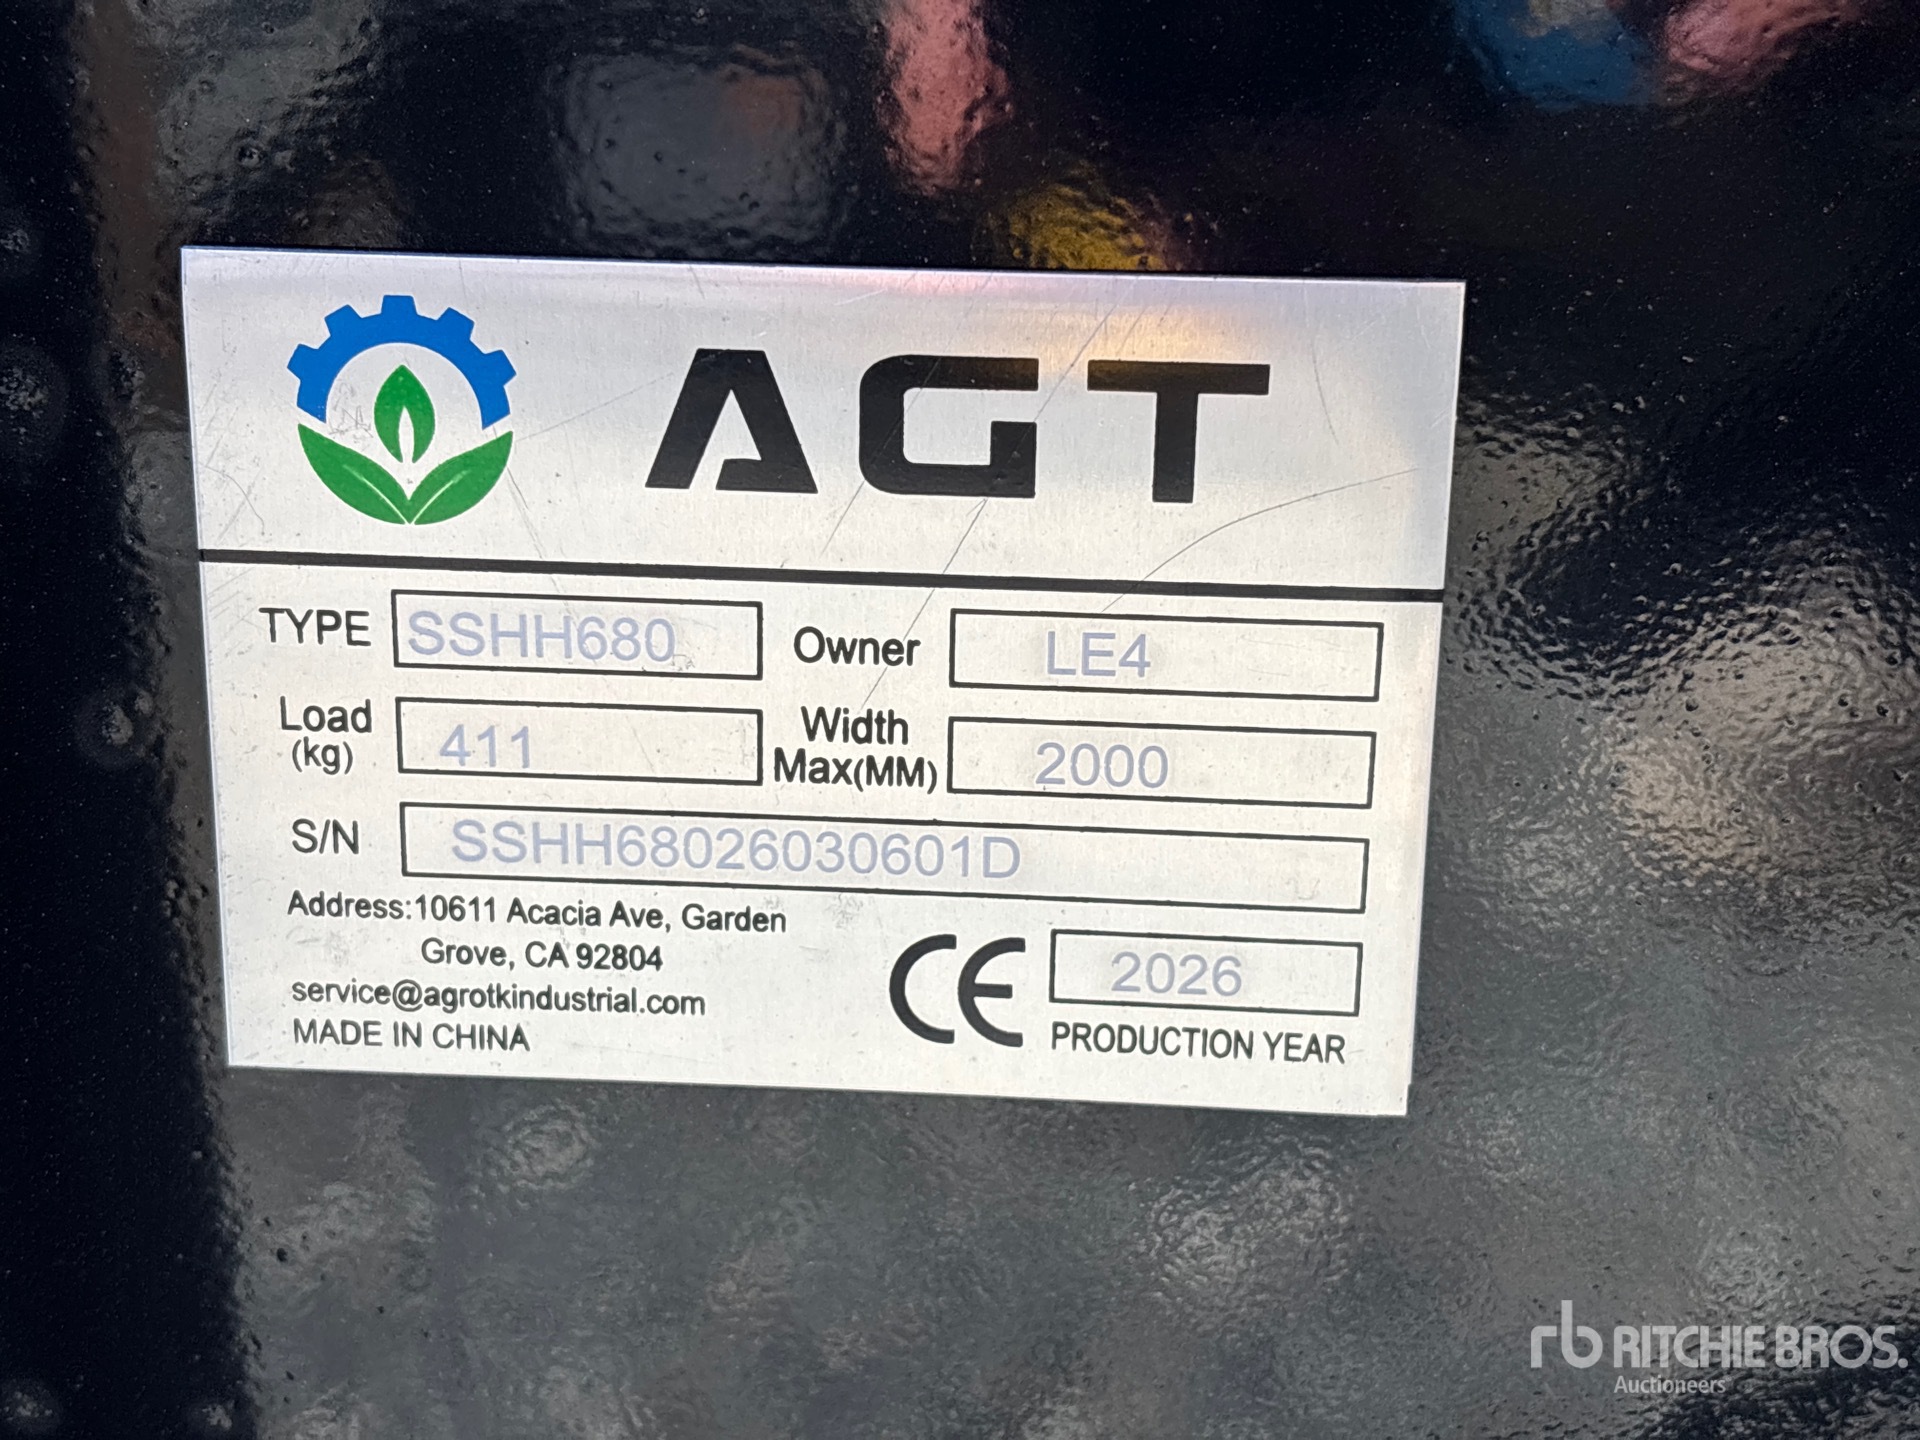 AGT
TYPE SSHH680 Owner LE4
Load (kg) 411 Width Max(MM) 2000
S/N SSHH68026030601D
Address:10611 Acacia Ave, Garden
Grove, CA 92804
service@agrotkindustrial.com
MADE IN CHINA
CE 2026
PRODUCTION YEAR
rb RITCHIE BROS.
Auctioneers